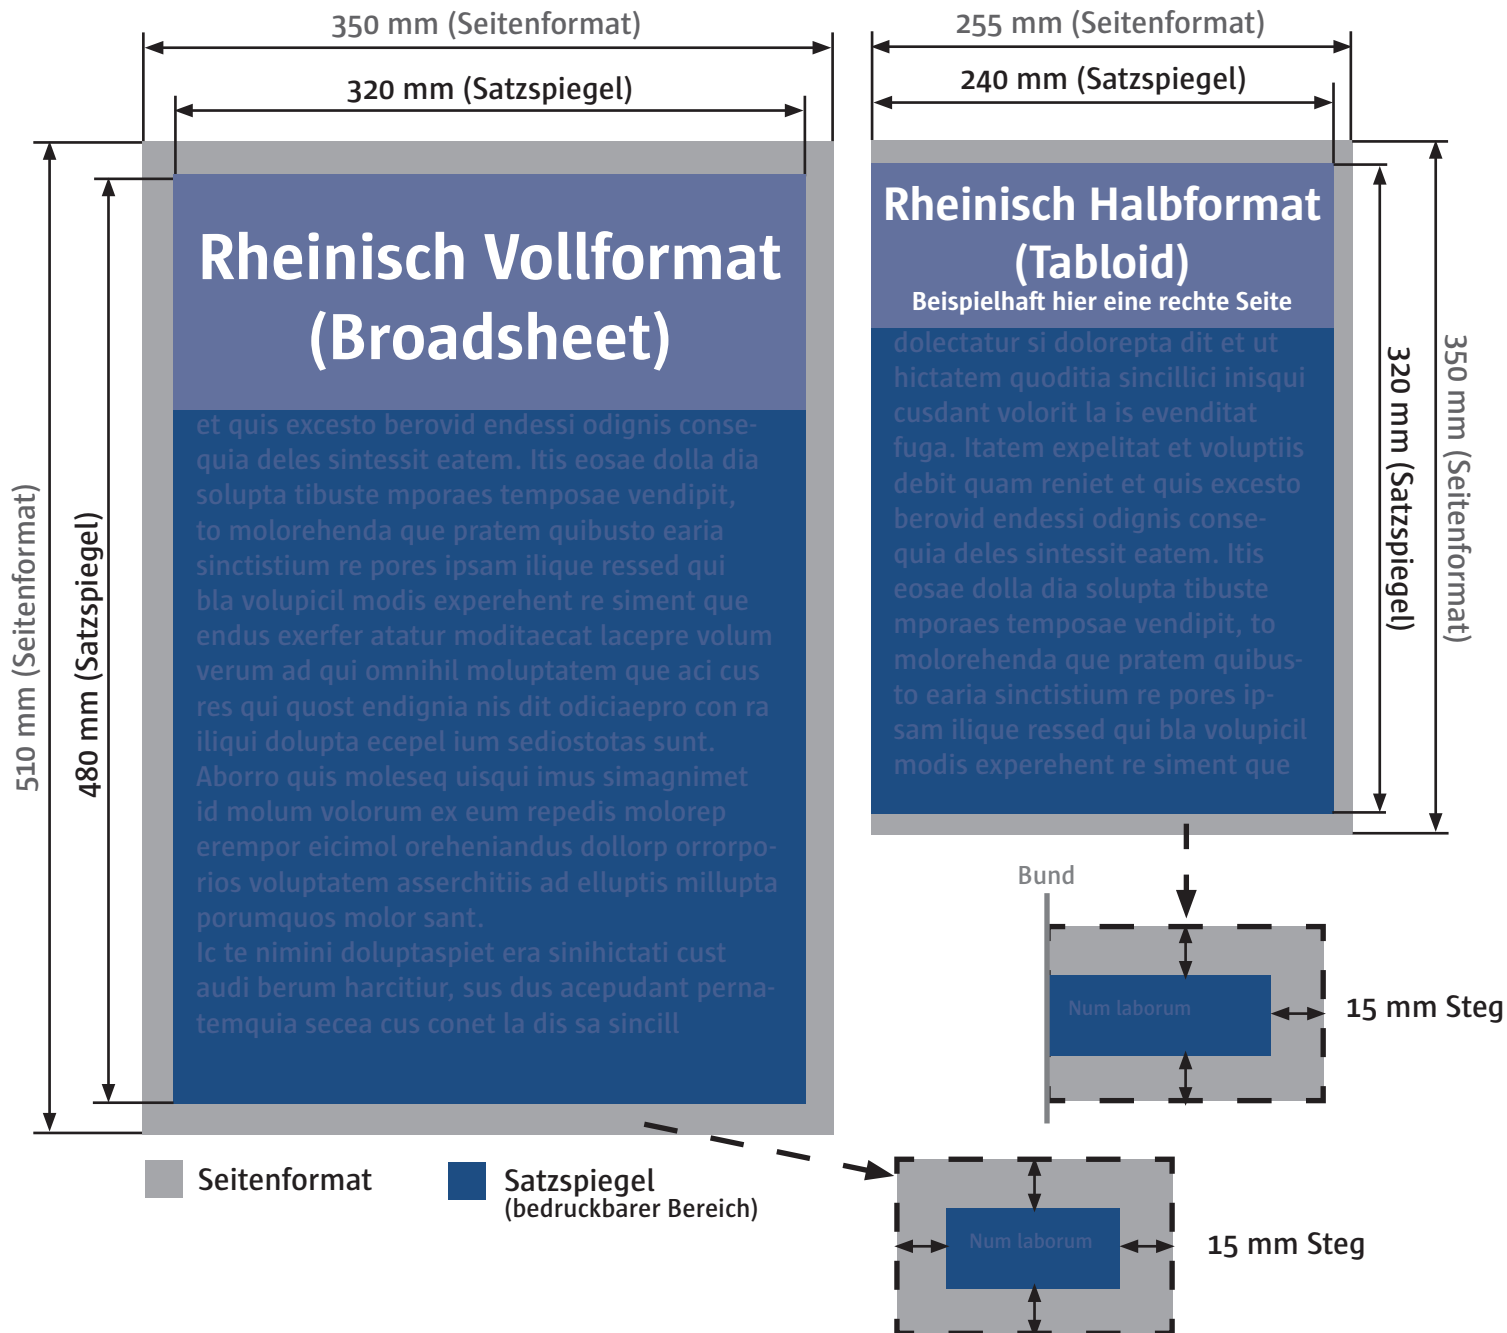 350 mm (Seitenformat)
320 mm (Satzspiegel)
510 mm (Seitenformat)
480 mm (Satzspiegel)
Rheinisch Vollformat
(Broadsheet)
et quis excesto berovid endessi odignis conse-
quia deles sintessit eatem. Itis eosae dolla dia
solupta tibuste mporaes temposae vendipit,
to molorehenda que pratem quibusto earia
sinctistium re pores ipsam ilique ressed qui
bla volupicil modis experehent re siment que
endus exerfer atatur moditaecat lacepre volum
verum ad qui omnihil moluptatem que aci cus
res qui quost endignia nis dit odiciaepro con ra
iliqui dolupta ecepel ium sediostotas sunt.
Aborro quis moleseq uisqui imus simagnimet
id molum volorum ex eum repedis molorep
erempor eicimol oreheniandus dollorp orrorpo-
rios voluptatem asserchitiis ad elluptis millupta
porumquos molor sant.
Ic te nimini doluptaspiet era sinihictati cust
audi berum harcitiur, sus dus acepudant perna-
temquia secea cus conet la dis sa sincill
255 mm (Seitenformat)
240 mm (Satzspiegel)
Rheinisch Halbformat
(Tabloid)
Beispielhaft hier eine rechte Seite
dolectatur si dolorepta dit et ut
hictatem quoditia sincillici inisqui
cusdant volorit la is evenditat
fuga. Itatem expelitat et voluptiis
debit quam reniet et quis excesto
berovid endessi odignis conse-
quia deles sintessit eatem. Itis
eosae dolla dia solupta tibuste
mporaes temposae vendipit, to
molorehenda que pratem quibus-
to earia sinctistium re pores ip-
sam ilique ressed qui bla volupicil
modis experehent re siment que
320 mm (Satzspiegel)
350 mm (Seitenformat)
Bund
Num laborum
15 mm Steg
Seitenformat
Satzspiegel
(bedruckbarer Bereich)
Num laborum
15 mm Steg